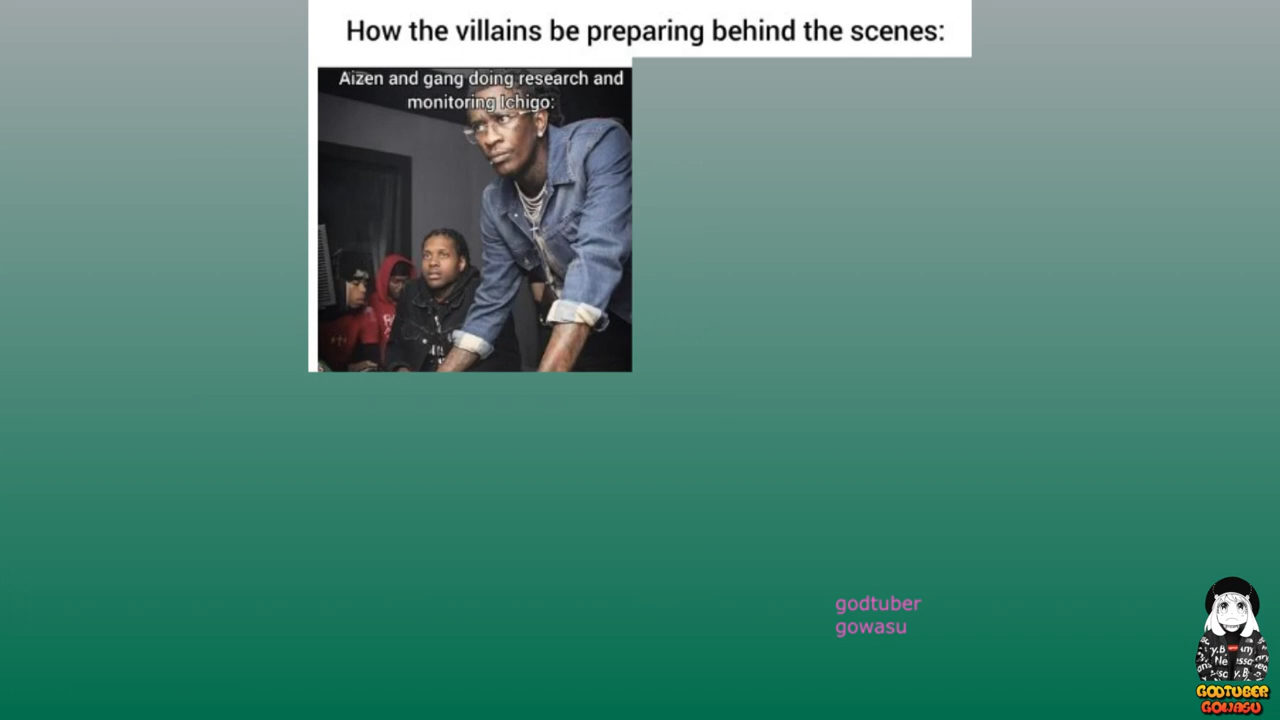 How the villains be preparing behind the scenes:
Aizen and gang doing research and
monitoring Ichigo:
godtuber
gowasu
GODTUBER
GOWASU